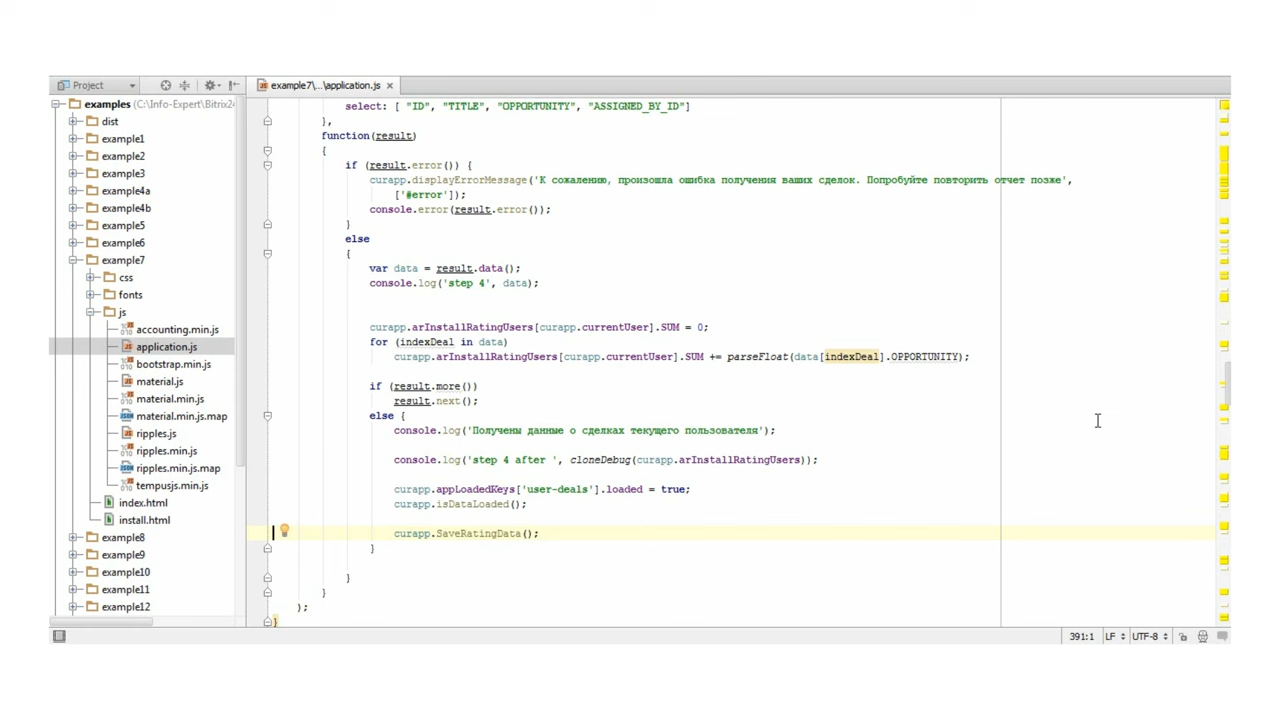 Project
example7\...\application.js
examples (C:\Info-Expert\Bitrix24
dist
example1
example2
example3
example4a
example4b
example5
example6
example7
css
fonts
js
accounting.min.js
application.js
bootstrap.min.js
material.js
material.min.js
material.min.js.map
ripples.js
ripples.min.js
ripples.min.js.map
tempusjs.min.js
index.html
install.html
example8
example9
example10
example11
example12
select: [ "ID", "TITLE", "OPPORTUNITY", "ASSIGNED_BY_ID"]
},
function(result)
{
if (result.error()) {
curapp.displayErrorMessage('К сожалению, произошла ошибка получения ваших сделок. Попробуйте повторить отчет позже',
['#error']);
console.error(result.error());
}
else
{
var data = result.data();
console.log('step 4', data);
curapp.arInstallRatingUsers[curapp.currentUser].SUM = 0;
for (indexDeal in data)
curapp.arInstallRatingUsers[curapp.currentUser].SUM += parseFloat(data[indexDeal].OPPORTUNITY);
if (result.more())
result.next();
else {
console.log('Получены данные о сделках текущего пользователя');
console.log('step 4 after ', cloneDebug(curapp.arInstallRatingUsers));
curapp.appLoadedKeys['user-deals'].loaded = true;
curapp.isDataLoaded();
curapp.SaveRatingData();
}
}
}
);
}
391:1 LF UTF-8